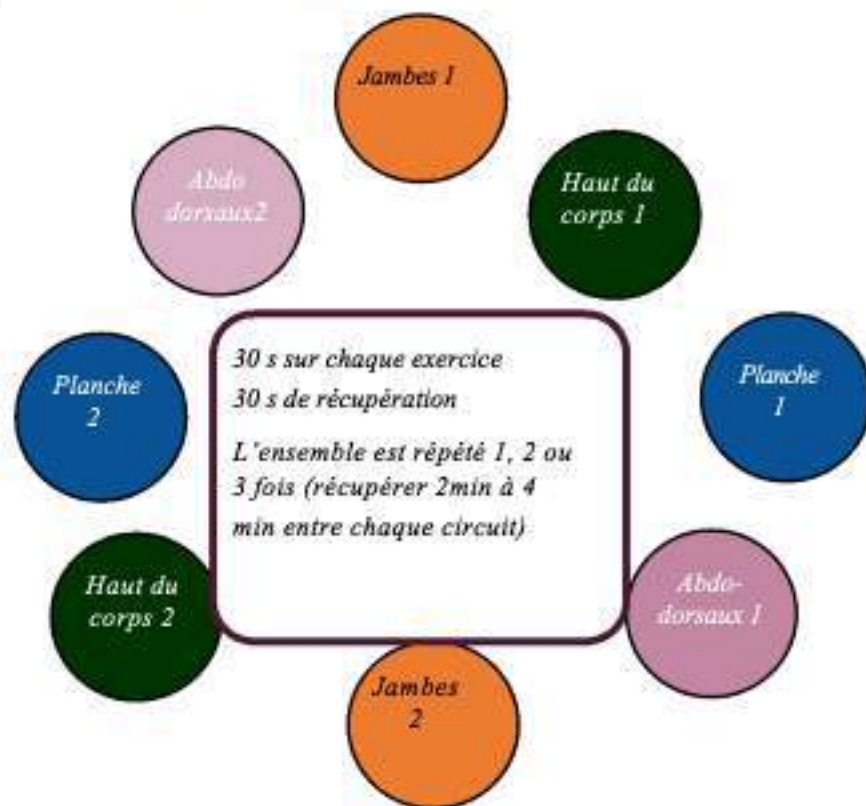 Jambes 1
Haut du
corps 1
Planche
1
Abdo-
dorsaux 1
Jambes
2
Haut du
corps 2
Planche
2
Abdo
dorsaux2
30 s sur chaque exercice
30 s de récupération
L'ensemble est répété 1, 2 ou
3 fois (récupérer 2min à 4
min entre chaque circuit)